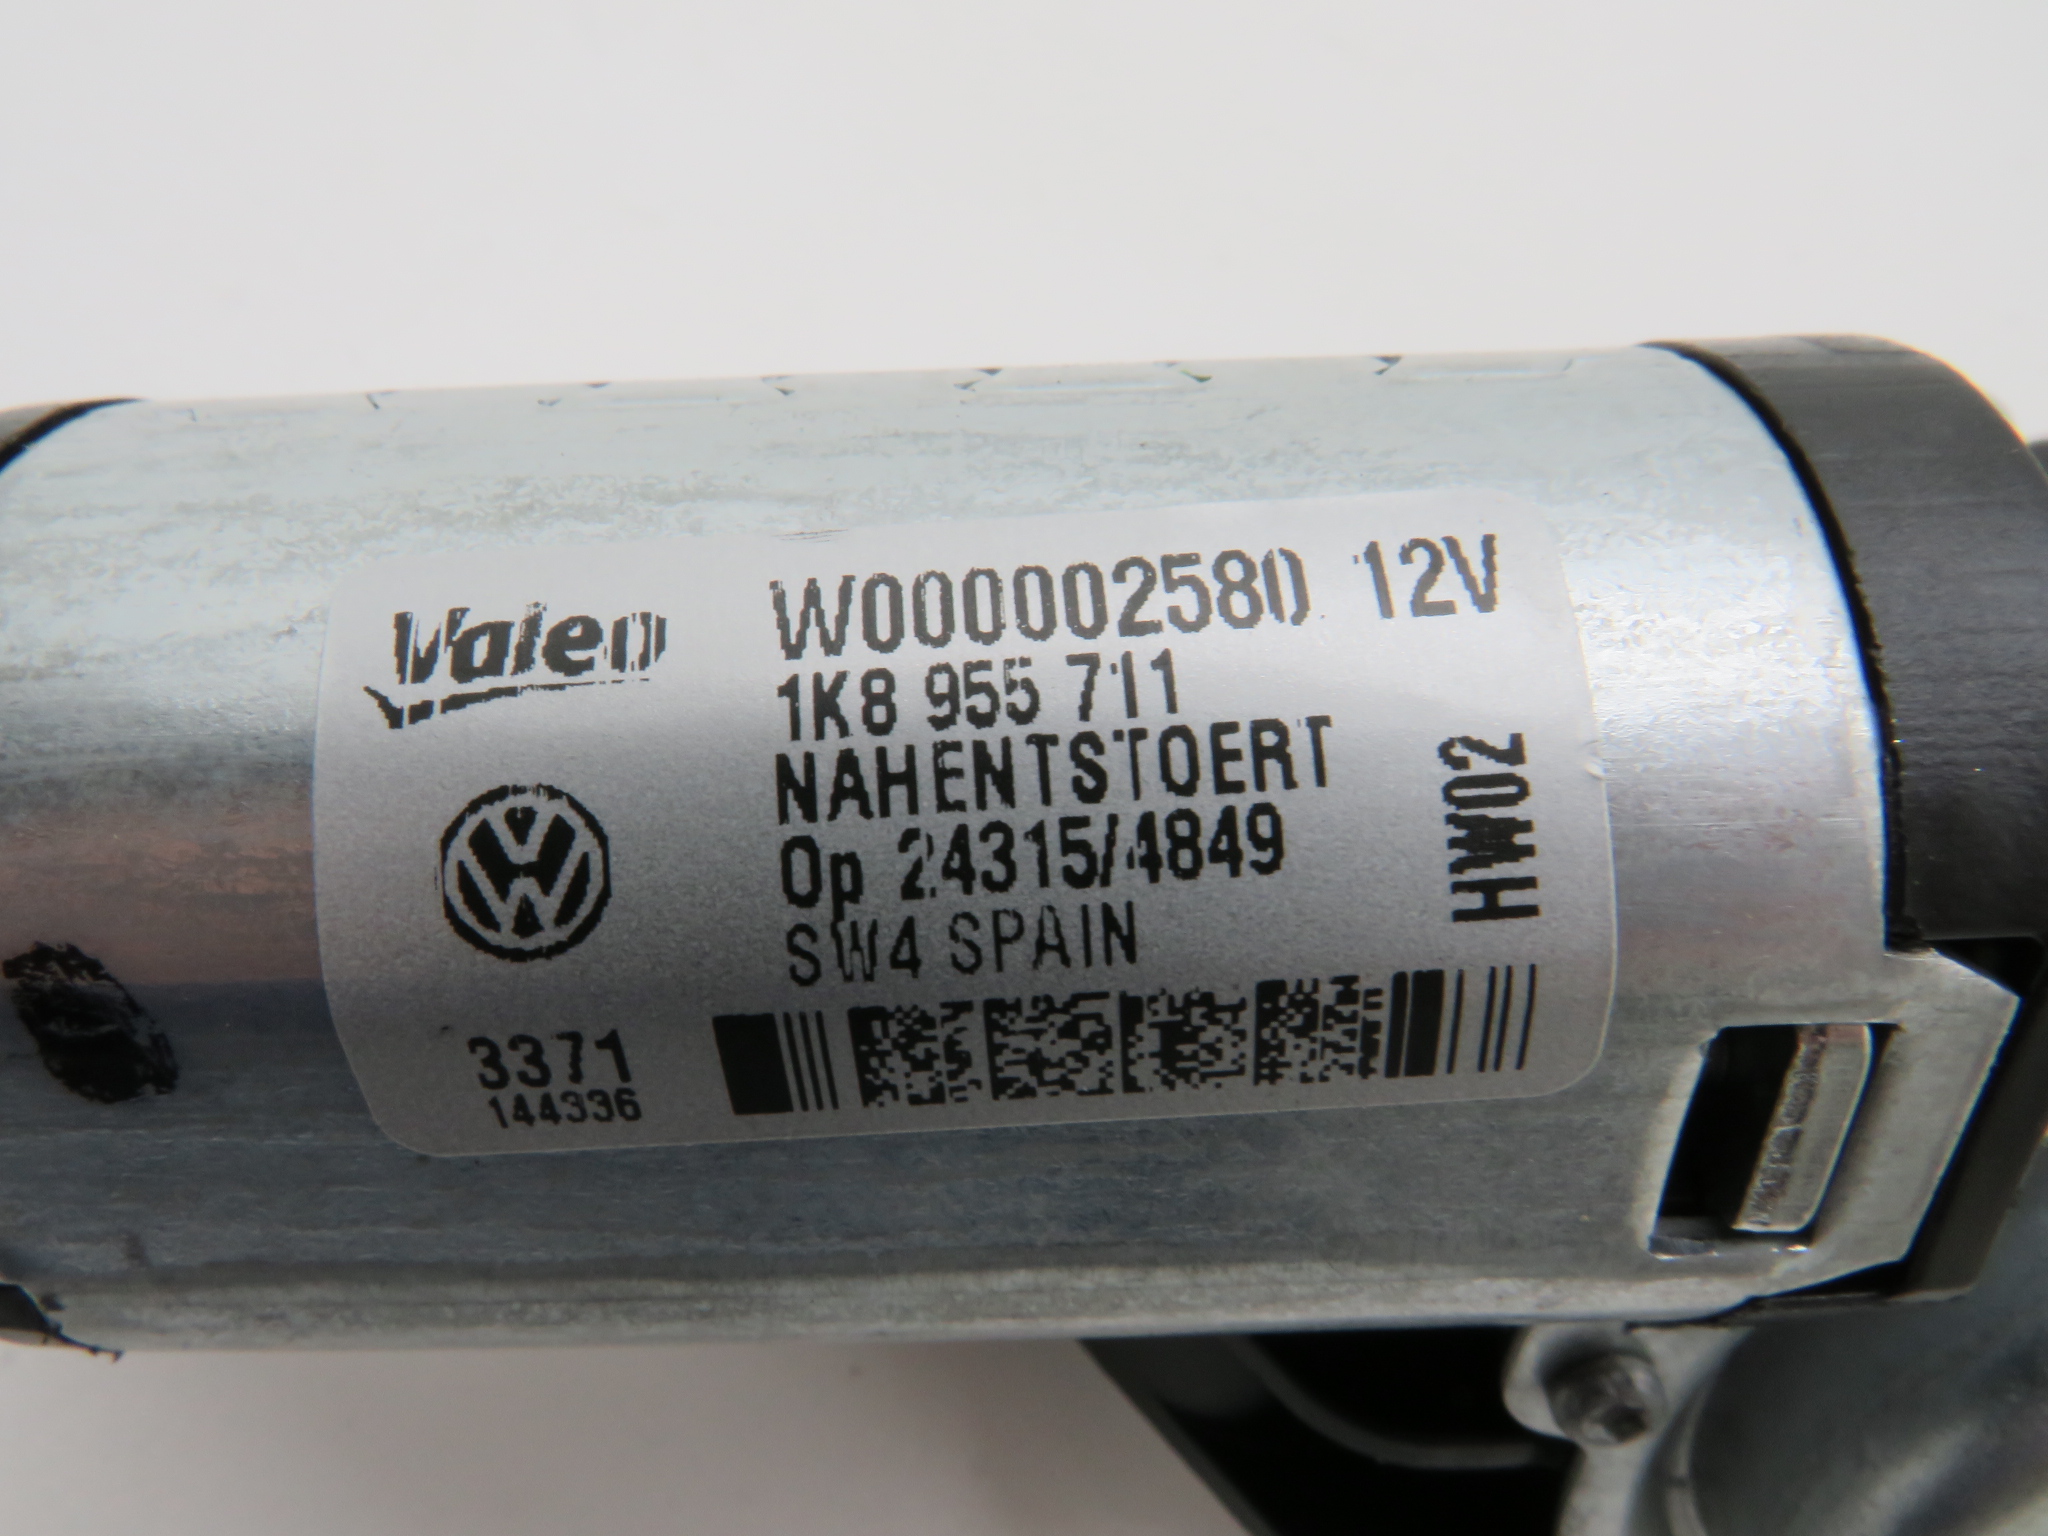 Valeo
W000002580 12V
1K8 955 711
NAHENTSTOERT
Op 24315/4849
SW4 SPAIN
HW02
3371
144336